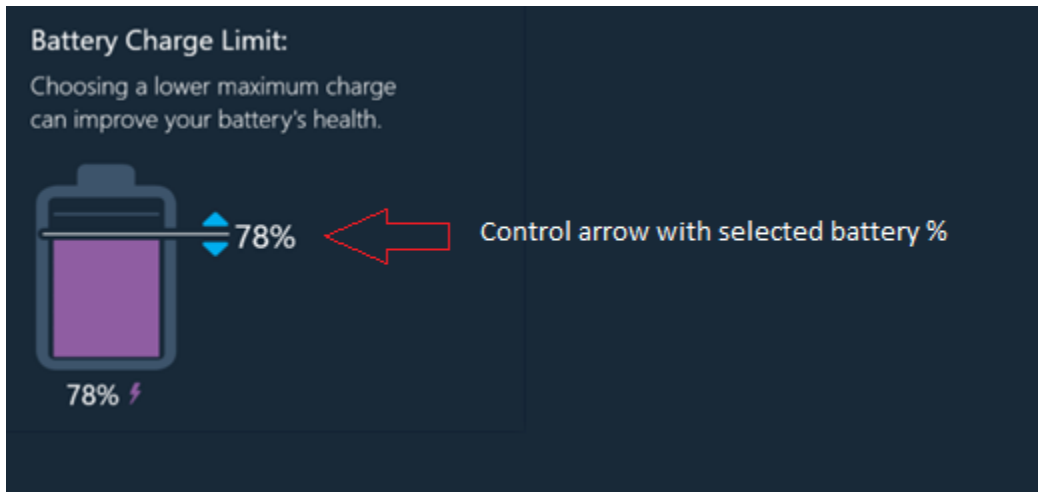 Battery Charge Limit:
Choosing a lower maximum charge
can improve your battery's health.
78%
Control arrow with selected battery %
78%